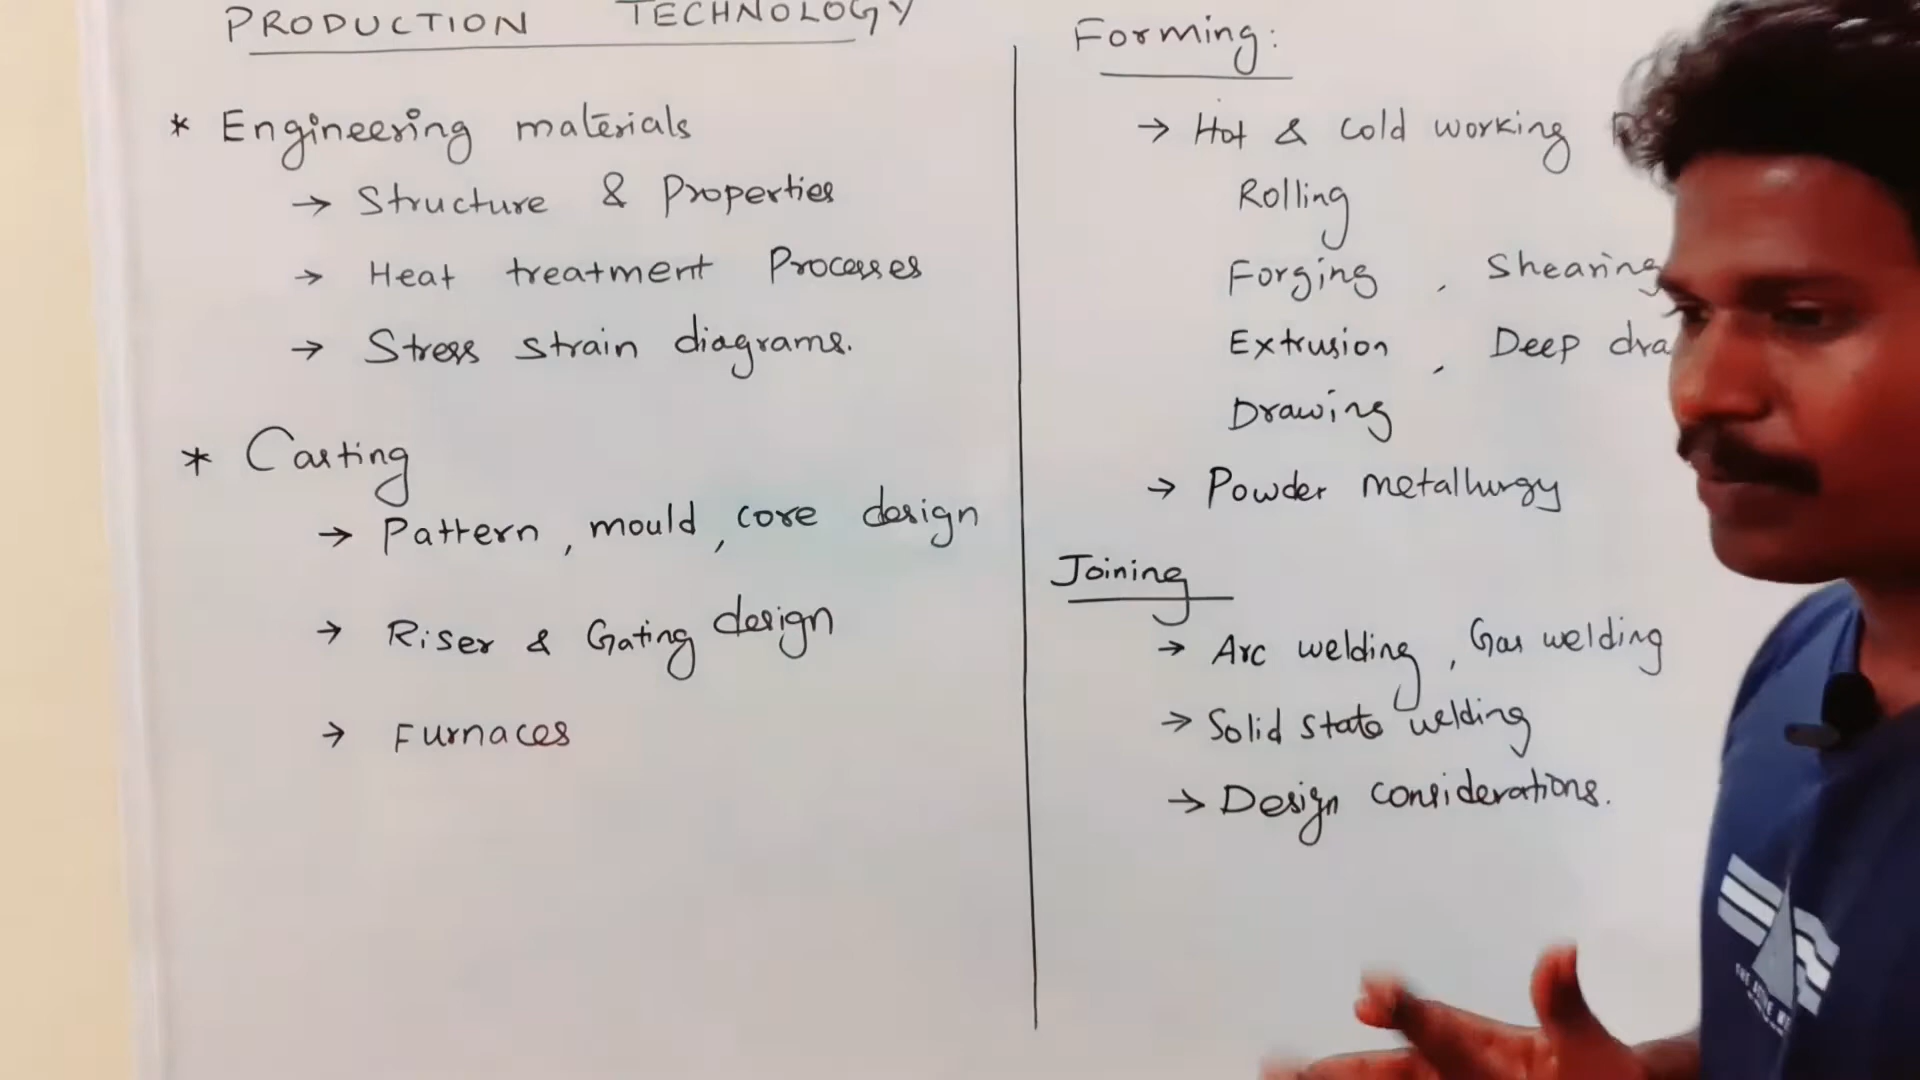 PRODUCTION TECHNOLOGY
* Engineering materials
→ Structure & Properties
→ Heat treatment Processes
→ Stress strain diagrams.
* Casting
→ Pattern, mould, core design
→ Riser & Gating design
→ Furnaces
Forming:
→ Hot & cold working
Rolling
Forging , Shearing
Extrusion , Deep dra
Drawing
→ Powder metallurgy
Joining
→ Arc welding, Gas welding
→ Solid state welding
→ Design considerations.